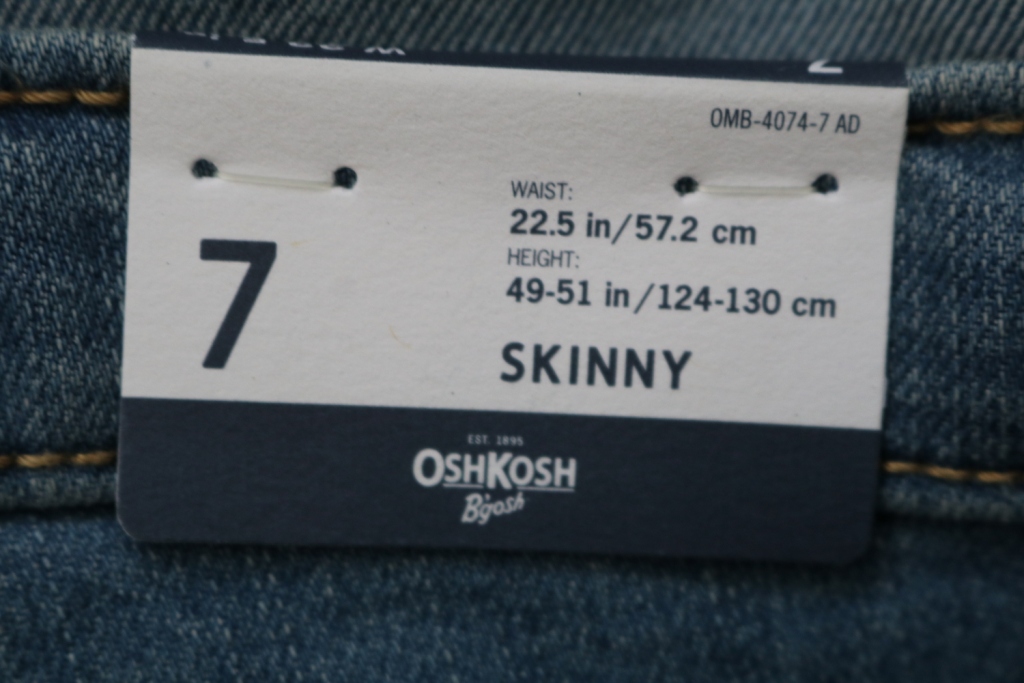 OMB-4074-7 AD
WAIST:
22.5 in/57.2 cm
HEIGHT:
49-51 in/124-130 cm
7
SKINNY
EST. 1895
OSHKOSH
B'gosh